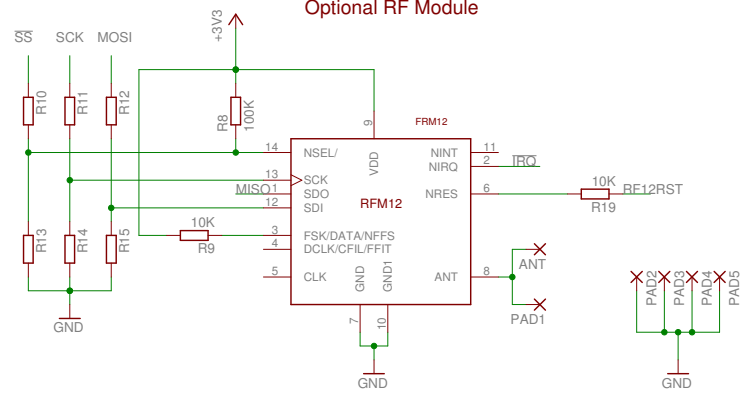 Optional RF Module
+3V3
SS
SCK
MOSI
R10
R11
R12
R8
100K
FRM12
9
VDD
14
NSEL/
NINT
11
NIRQ
2
IRQ
13
SCK
MISO
1
SDO
NRES
6
10K
R19
RF12RST
12
SDI
RFM12
R13
R14
R15
10K
R9
3
FSK/DATA/NFFS
4
DCLK/CFIL/FFIT
5
CLK
GND
GND1
ANT
8
ANT
PAD1
PAD2
PAD3
PAD4
PAD5
7
10
GND
GND
GND